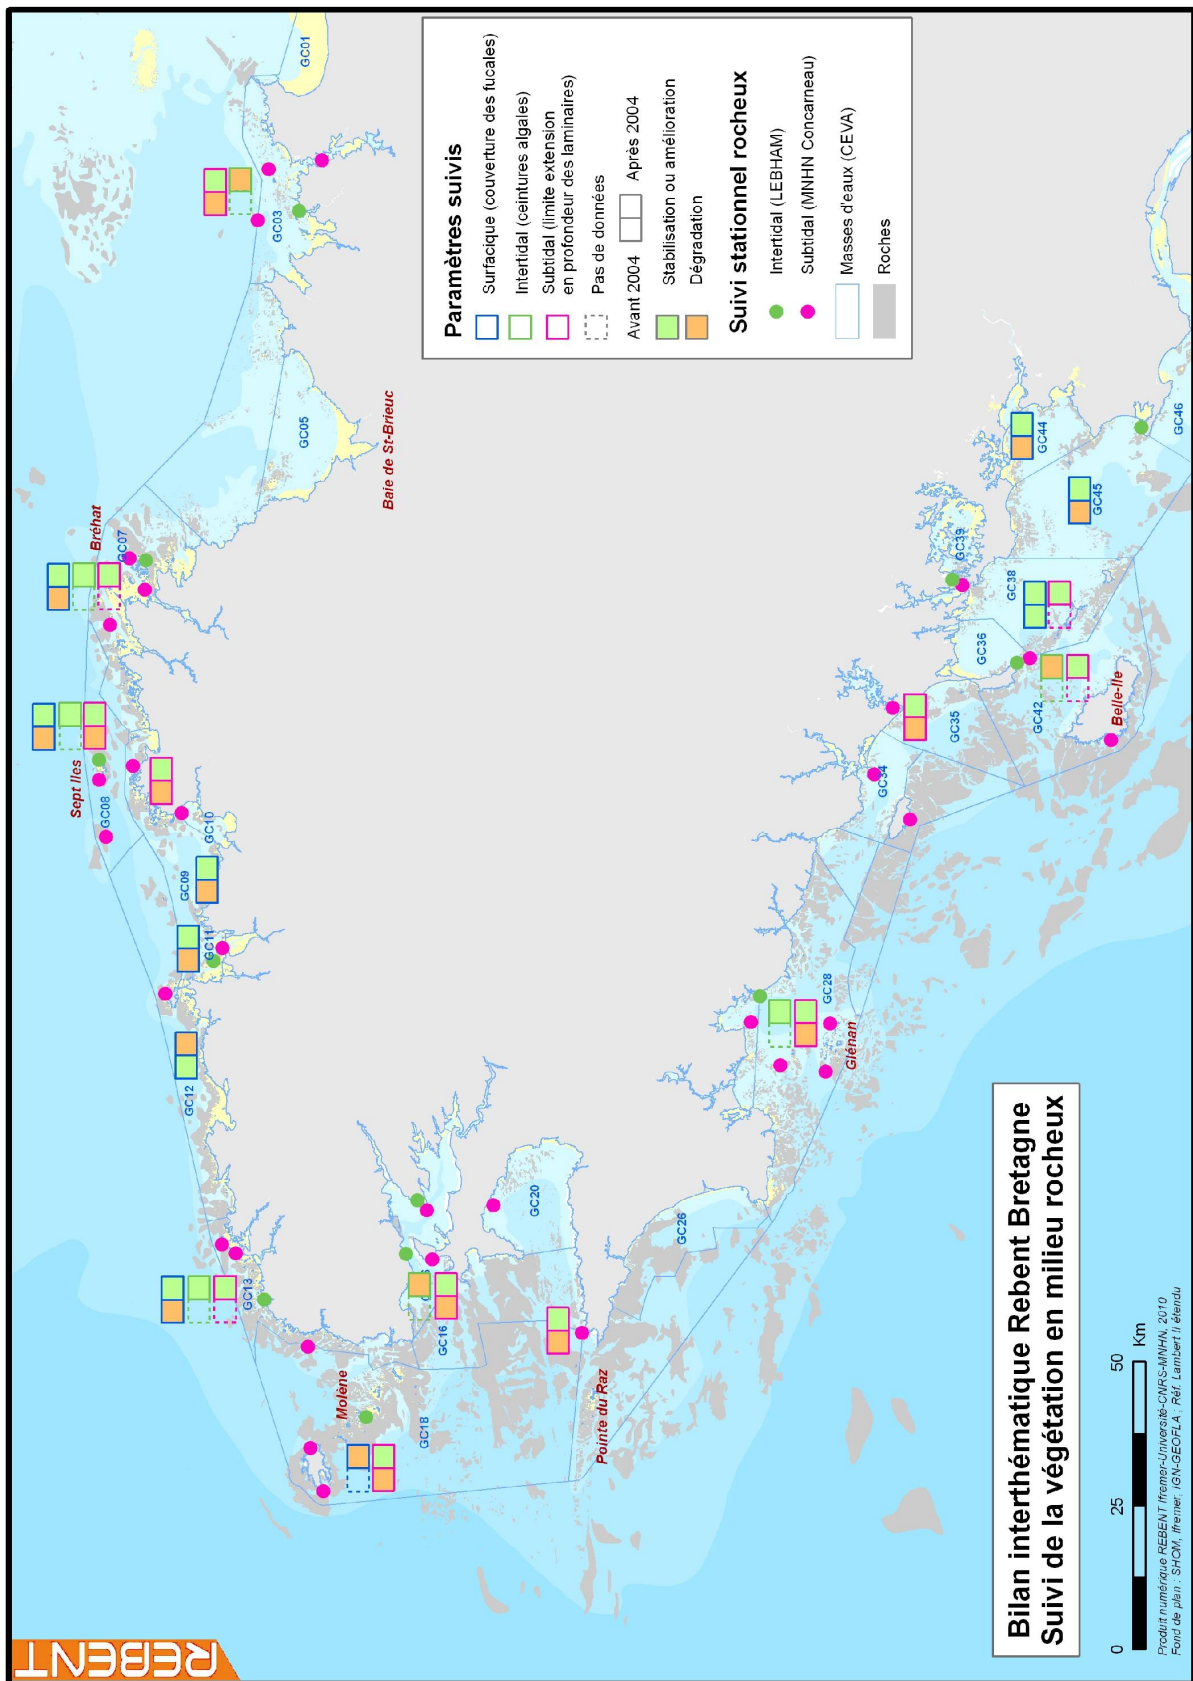 REBENT
Bilan interthématique Rebent Bretagne
Suivi de la végétation en milieu rocheux
0 25 50 Km
Produit numérique REBENT Ifremer-Université-CNRS-MNHN, 2010
Fond de plan : SHOM, Ifremer, IGN-GEOFLA ; Réf. Lambert II étendu
Paramètres suivis
Surfacique (couverture des fucales)
Intertidal (ceintures algales)
Subtidal (limite extension
en profondeur des laminaires)
Pas de données
Avant 2004 Après 2004
Stabilisation ou amélioration
Dégradation
Suivi stationnel rocheux
Intertidal (LEBHAM)
Subtidal (MNHN Concarneau)
Masses d'eaux (CEVA)
Roches
Sept Iles
Bréhat
Baie de St-Brieuc
Molène
Pointe du Raz
Glénan
Belle-Ile
GC01
GC03
GC05
GC07
GC08
GC09
GC10
GC11
GC12
GC13
GC16
GC18
GC20
GC26
GC28
GC34
GC35
GC36
GC38
GC39
GC42
GC44
GC45
GC46